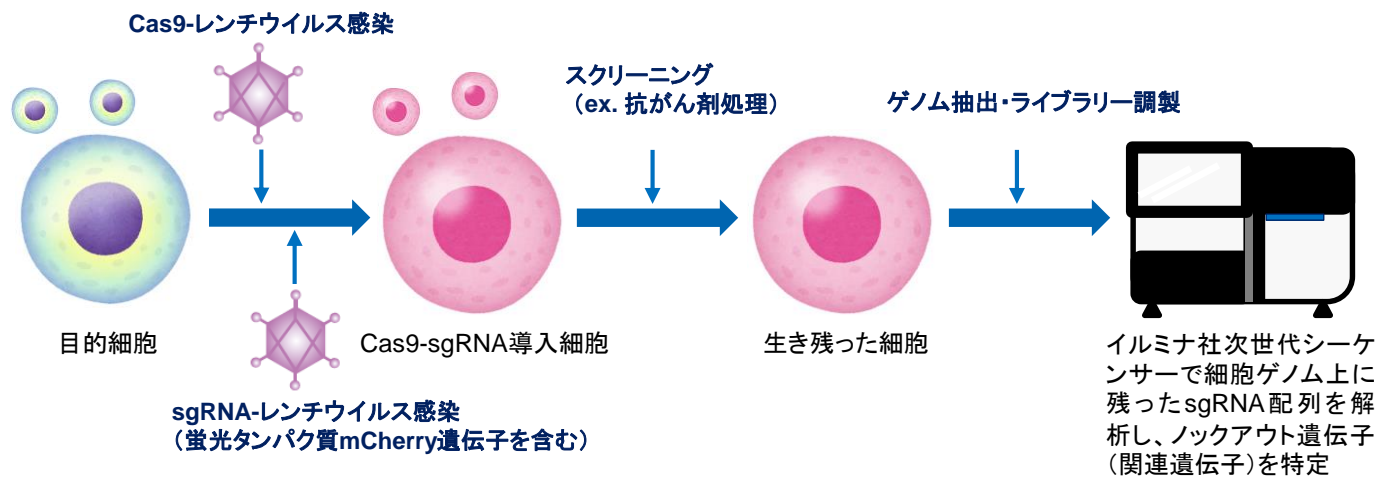 Cas9-レンチウイルス感染
スクリーニング
(ex. 抗がん剤処理)
ゲノム抽出・ライブラリー調製
目的細胞
Cas9-sgRNA導入細胞
生き残った細胞
イルミナ社次世代シーケ
ンサーで細胞ゲノム上に
残ったsgRNA配列を解
析し、ノックアウト遺伝子
(関連遺伝子)を特定
sgRNA-レンチウイルス感染
(蛍光タンパク質mCherry遺伝子を含む)